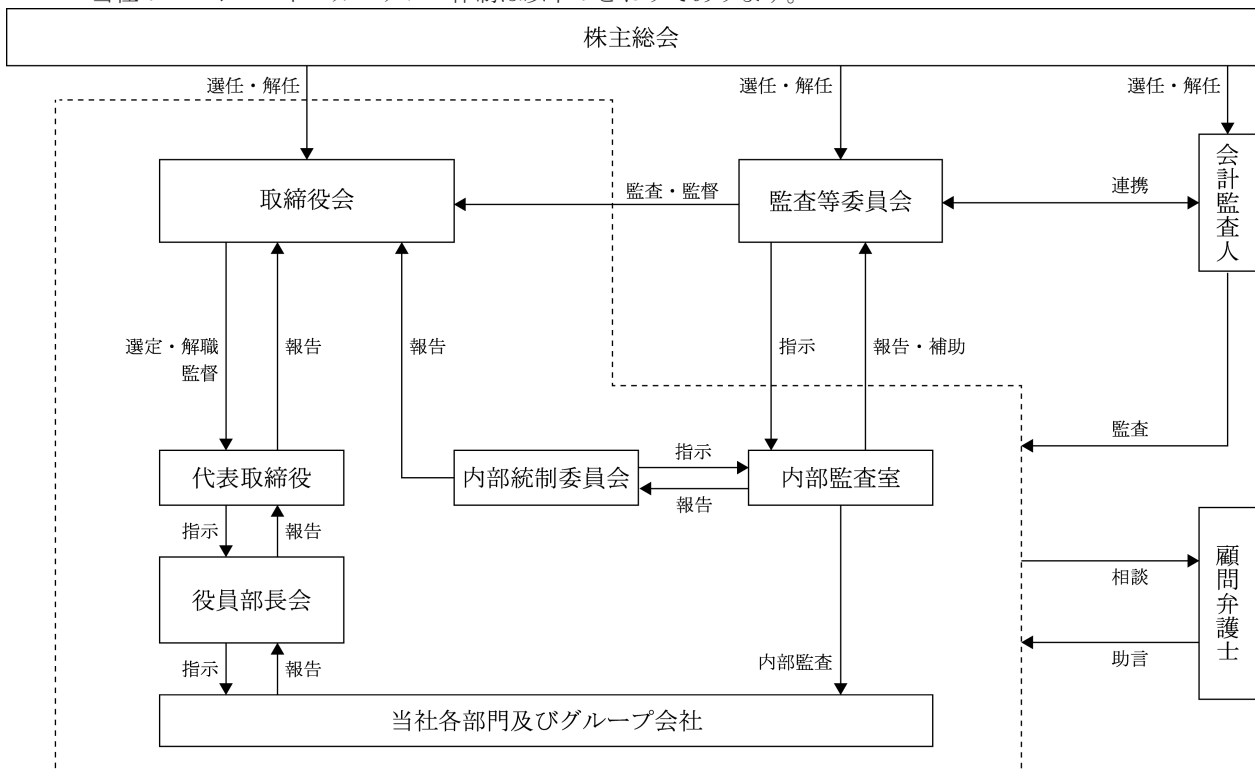 株主総会
選任・解任
選任・解任
選任・解任
取締役会
監査・監督
監査等委員会
連携
会計監査人
選定・解職
監督
報告
報告
指示
報告・補助
監査
代表取締役
内部統制委員会
指示
報告
内部監査室
指示
報告
役員部長会
相談
助言
顧問弁護士
指示
報告
内部監査
当社各部門及びグループ会社